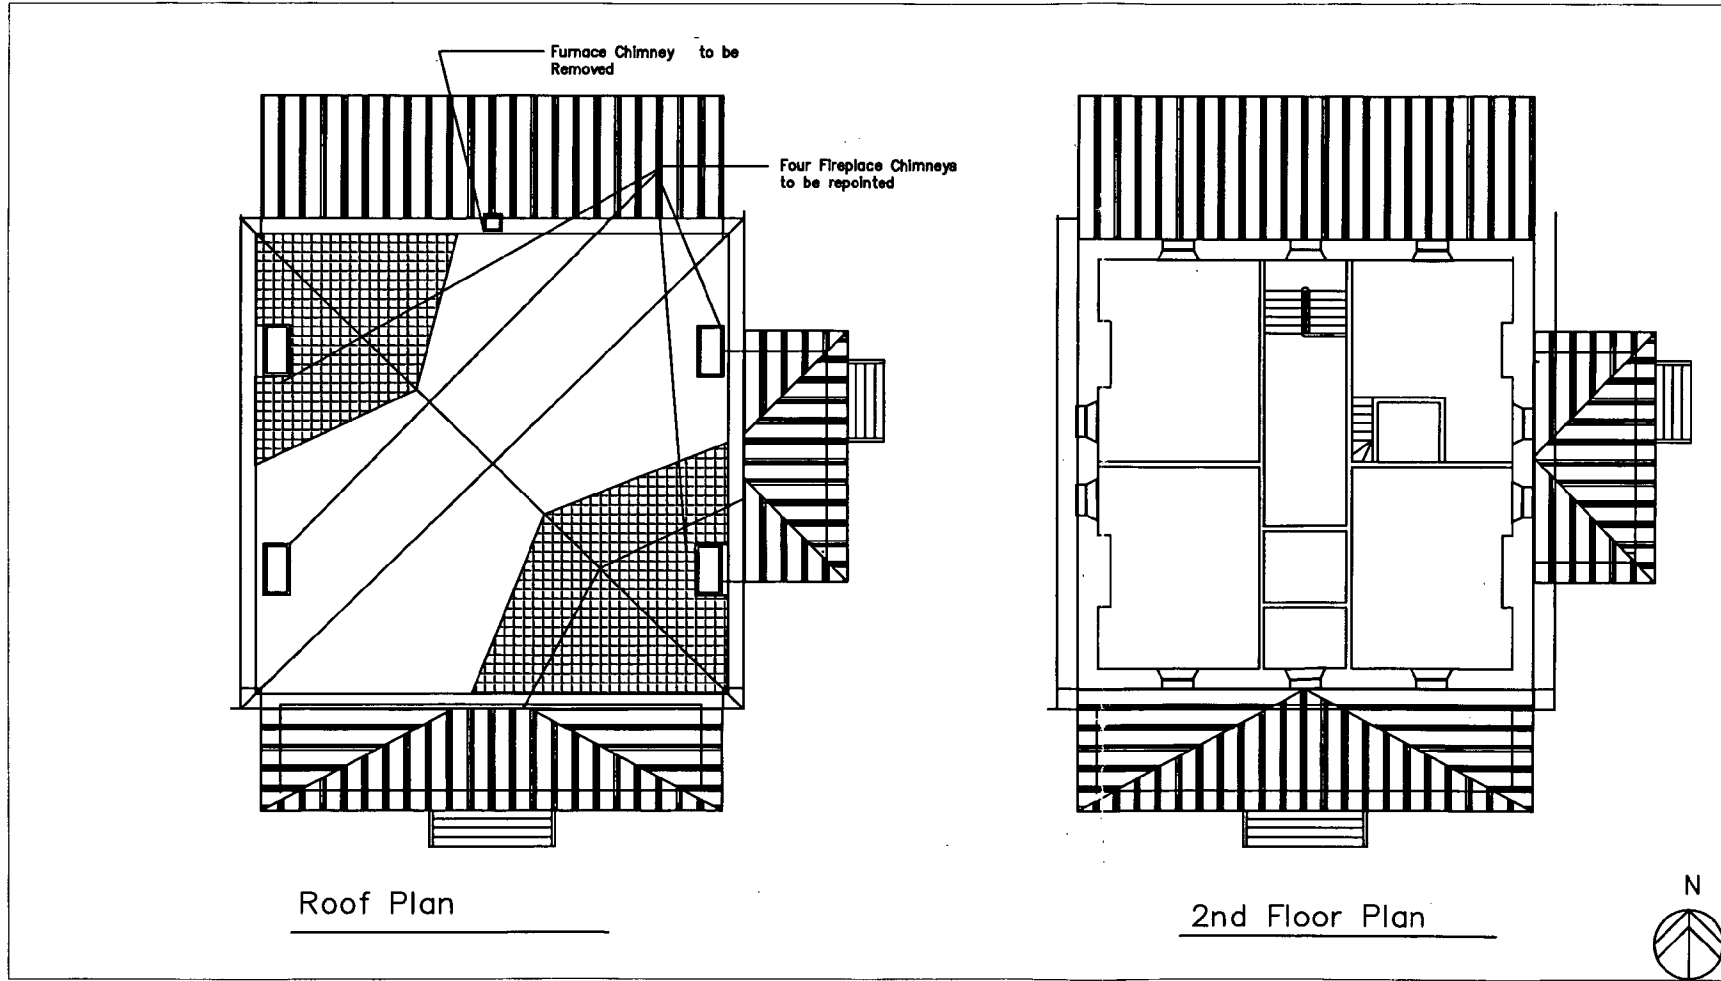 Furnace Chimney to be
Removed
Four Fireplace Chimneys
to be repointed
Roof Plan
2nd Floor Plan
N